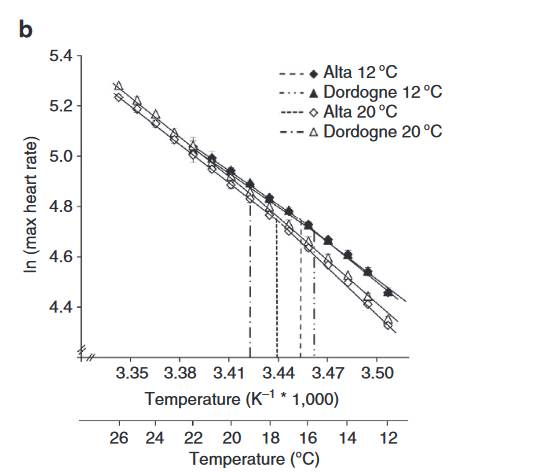 b
5.4
5.2
5.0
4.8
4.6
4.4
ln (max heart rate)
Alta 12 °C
Dordogne 12 °C
Alta 20 °C
Dordogne 20 °C
3.35 3.38 3.41 3.44 3.47 3.50
Temperature (K⁻¹ * 1,000)
26 24 22 20 18 16 14 12
Temperature (°C)